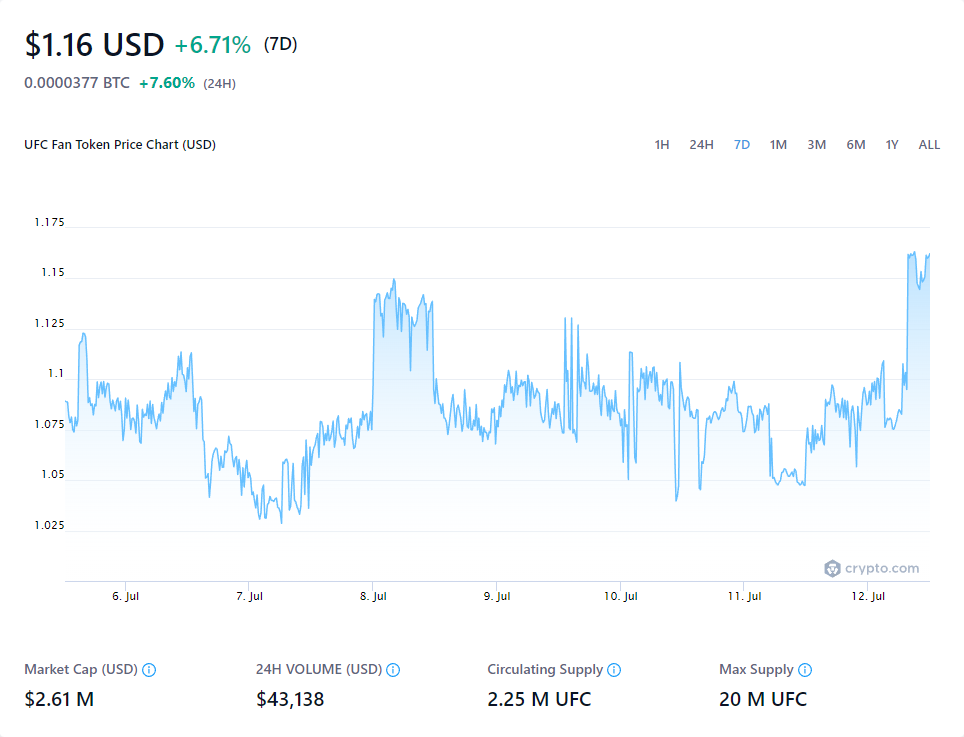 $1.16 USD +6.71% (7D)
0.0000377 BTC +7.60% (24H)
UFC Fan Token Price Chart (USD) 1H 24H 7D 1M 3M 6M 1Y ALL
1.175
1.15
1.125
1.1
1.075
1.05
1.025
crypto.com
6. Jul 7. Jul 8. Jul 9. Jul 10. Jul 11. Jul 12. Jul
Market Cap (USD) 24H VOLUME (USD) Circulating Supply Max Supply
$2.61 M $43,138 2.25 M UFC 20 M UFC